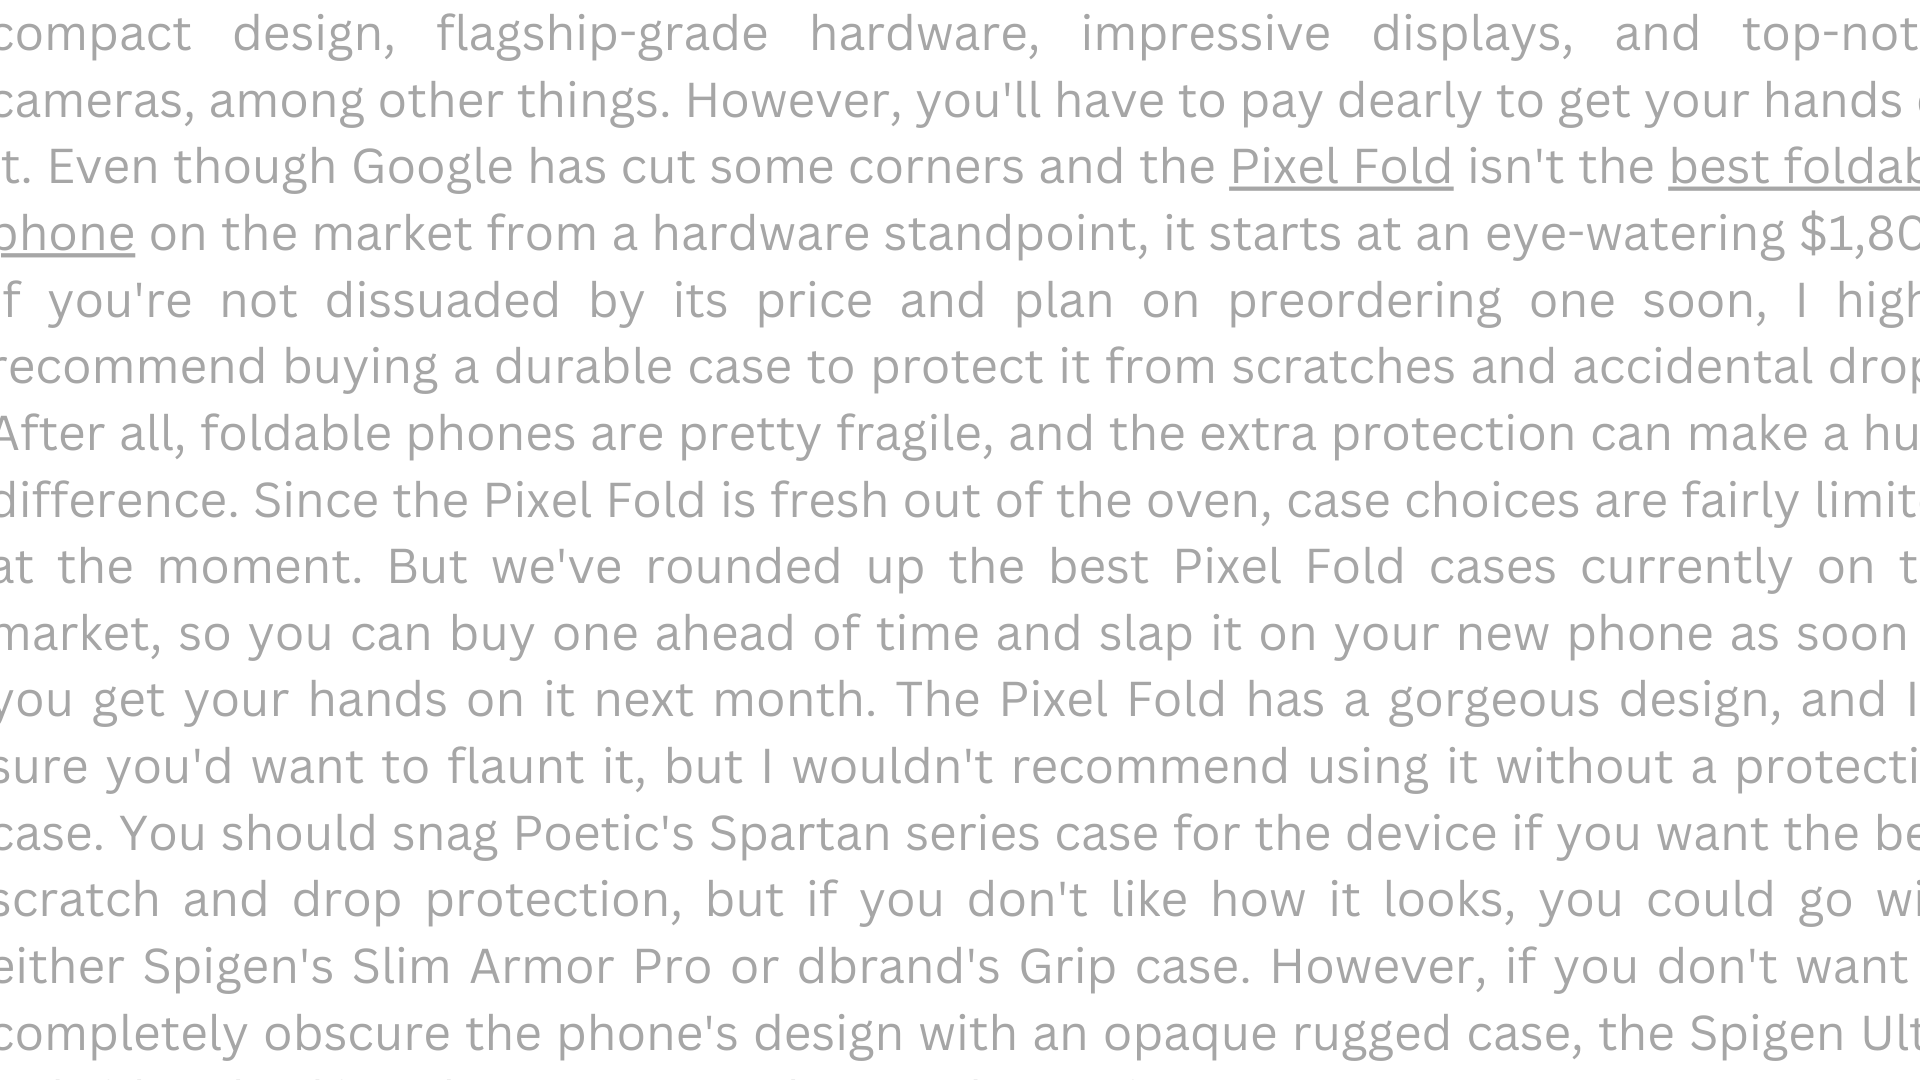 compact design, flagship-grade hardware, impressive displays, and top-not
cameras, among other things. However, you'll have to pay dearly to get your hands
t. Even though Google has cut some corners and the Pixel Fold isn't the best foldab
phone on the market from a hardware standpoint, it starts at an eye-watering $1,80
If you're not dissuaded by its price and plan on preordering one soon, I high
recommend buying a durable case to protect it from scratches and accidental drop
After all, foldable phones are pretty fragile, and the extra protection can make a hu
difference. Since the Pixel Fold is fresh out of the oven, case choices are fairly limit
at the moment. But we've rounded up the best Pixel Fold cases currently on t
market, so you can buy one ahead of time and slap it on your new phone as soon
you get your hands on it next month. The Pixel Fold has a gorgeous design, and I
sure you'd want to flaunt it, but I wouldn't recommend using it without a protecti
case. You should snag Poetic's Spartan series case for the device if you want the be
scratch and drop protection, but if you don't like how it looks, you could go wi
either Spigen's Slim Armor Pro or dbrand's Grip case. However, if you don't want
completely obscure the phone's design with an opaque rugged case, the Spigen Ult